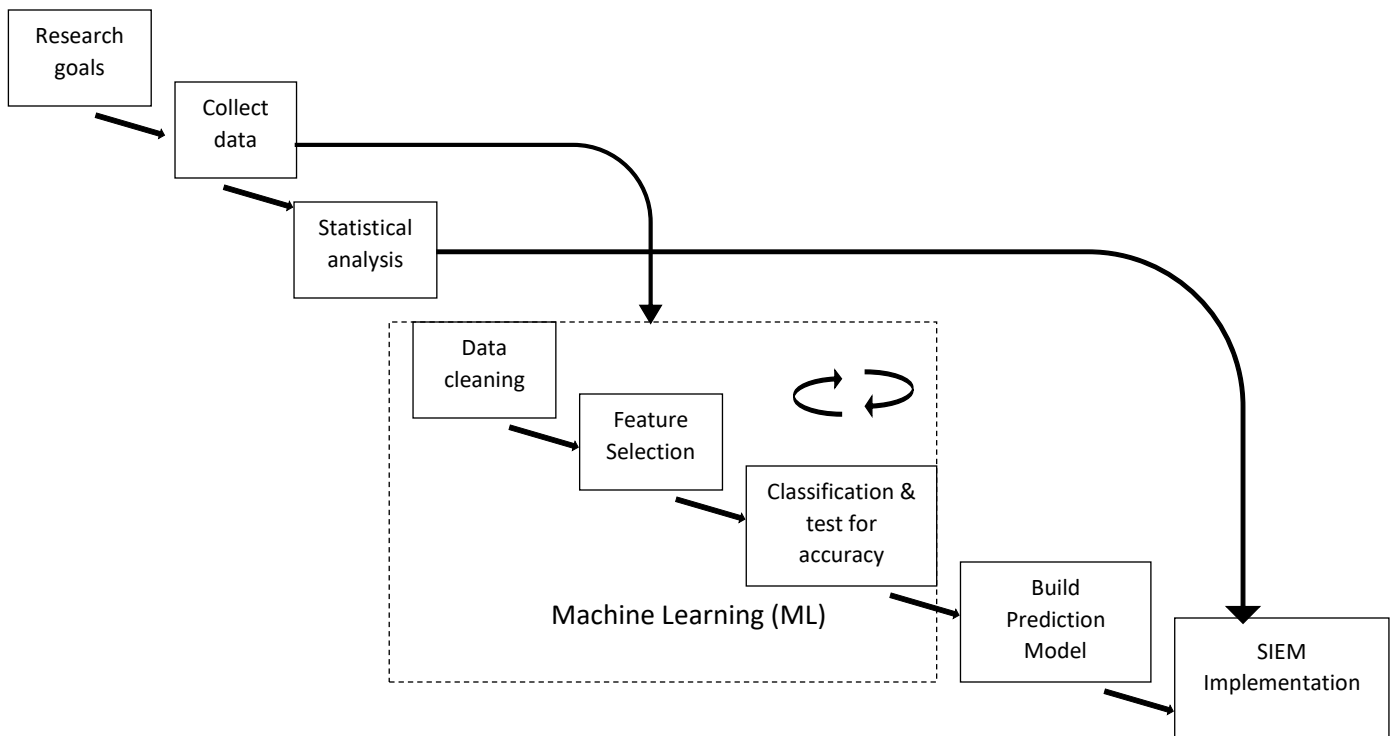 Research
goals
Collect
data
Statistical
analysis
Data
cleaning
Feature
Selection
Classification &
test for
accuracy
Machine Learning (ML)
Build
Prediction
Model
SIEM
Implementation